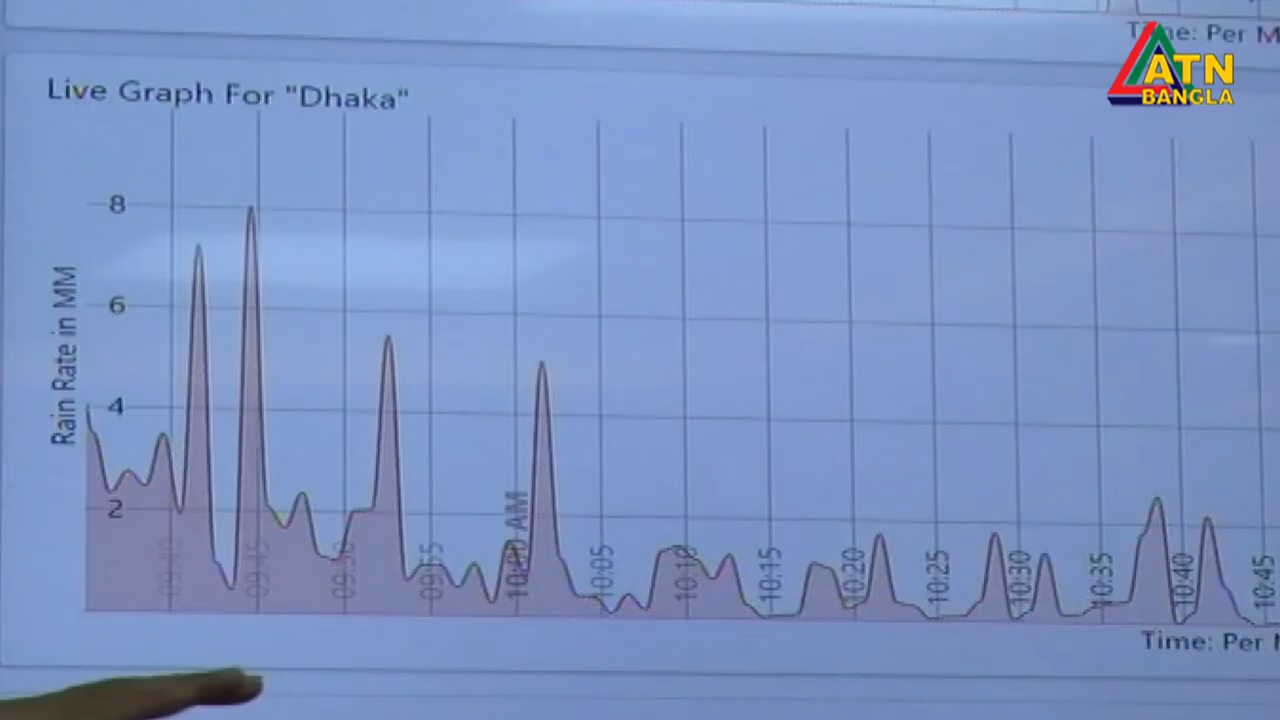 Time: Per M
ATN
BANGLA
Live Graph For "Dhaka"
8
6
4
2
Rain Rate in MM
09:40
09:45
09:50
09:55
10:00 AM
10:05
10:10
10:15
10:20
10:25
10:30
10:35
10:40
10:45
Time: Per M